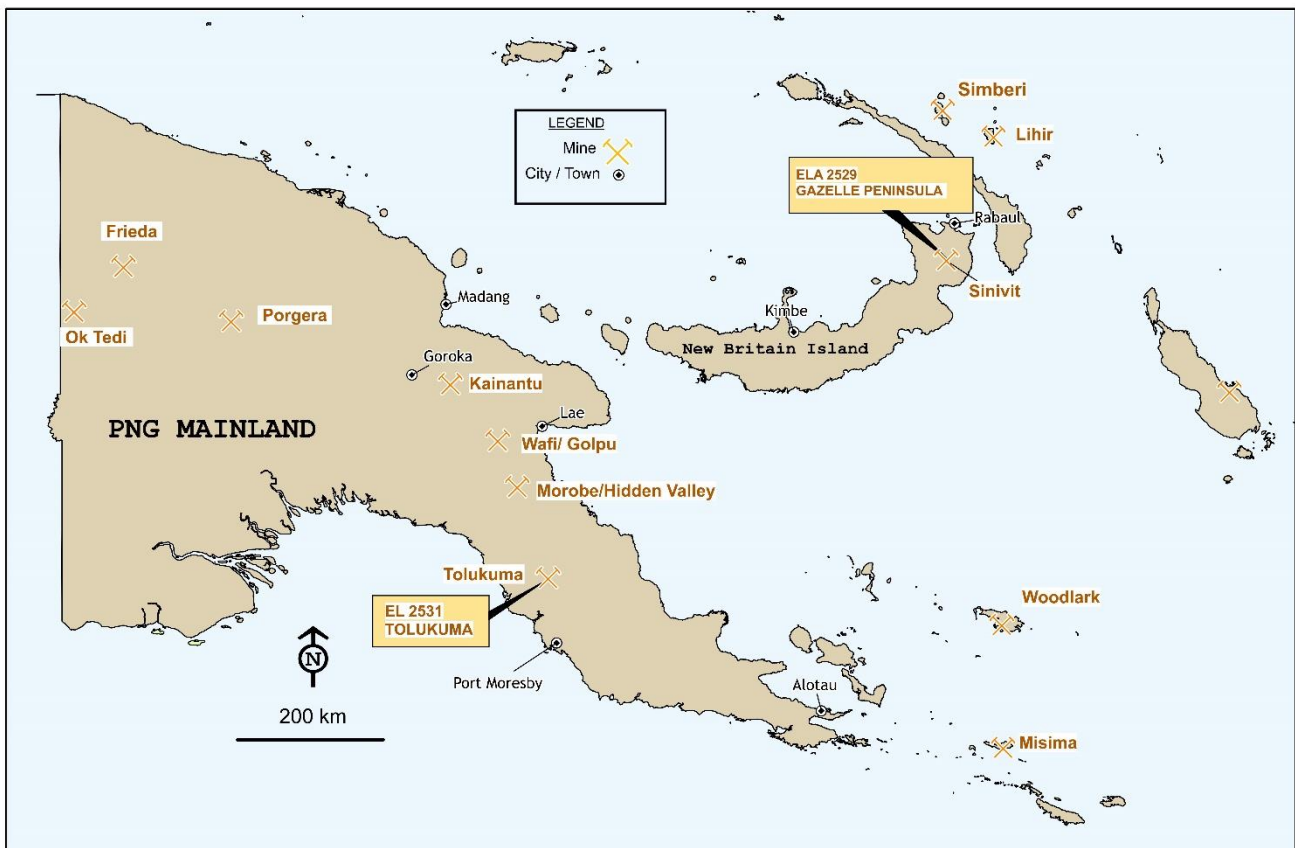 Simberi
LEGEND
Mine
City / Town
Lihir
ELA 2529
GAZELLE PENINSULA
Rabaul
Frieda
Sinivit
Madang
Kimbe
Ok Tedi
Porgera
New Britain Island
Goroka
Kainantu
Lae
PNG MAINLAND
Wafi/ Golpu
Morobe/Hidden Valley
Tolukuma
EL 2531
TOLUKUMA
Woodlark
N
Port Moresby
Alotau
200 km
Misima